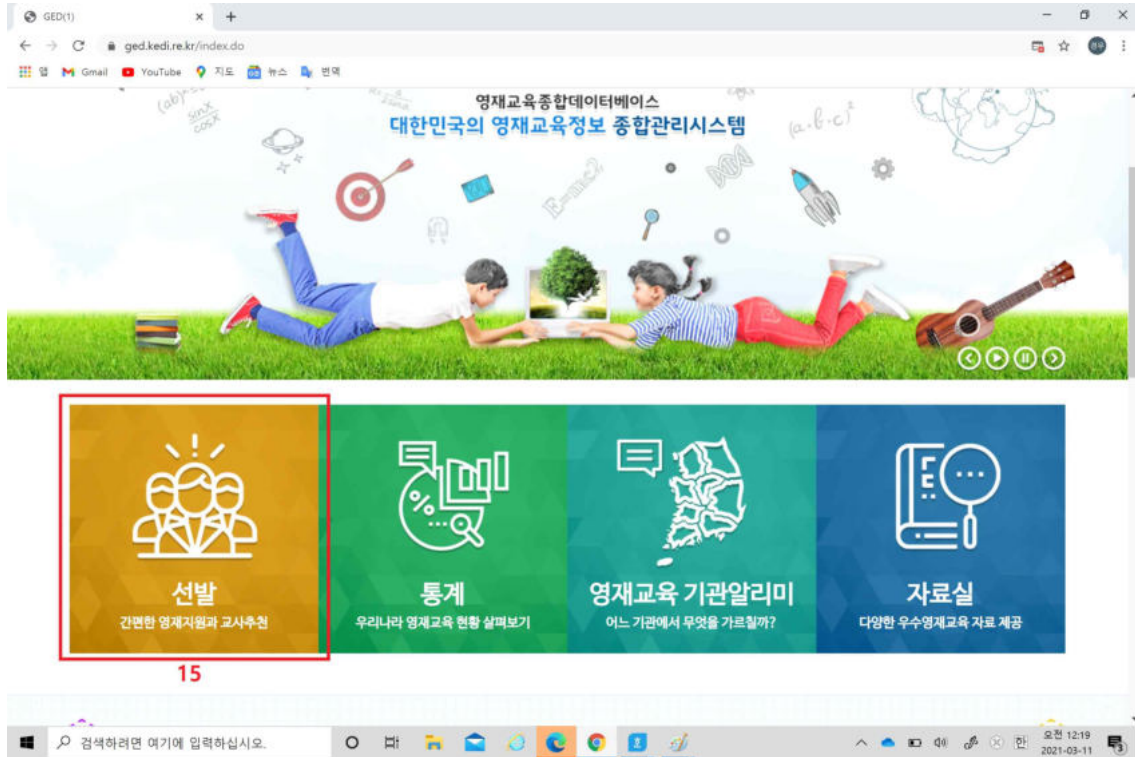 GED(1)
ged.kedi.re.kr/index.do
앱 Gmail YouTube 지도 뉴스 번역
영재교육종합데이터베이스
대한민국의 영재교육정보 종합관리시스템
(a·b·c)²
sinx
cosx
E=mc2
선발
간편한 영재지원과 교사추천
통계
우리나라 영재교육 현황 살펴보기
영재교육 기관알리미
어느 기관에서 무엇을 가르칠까?
자료실
다양한 우수영재교육 자료 제공
15
검색하려면 여기에 입력하십시오.
한
오전 12:19
2021-03-11
3